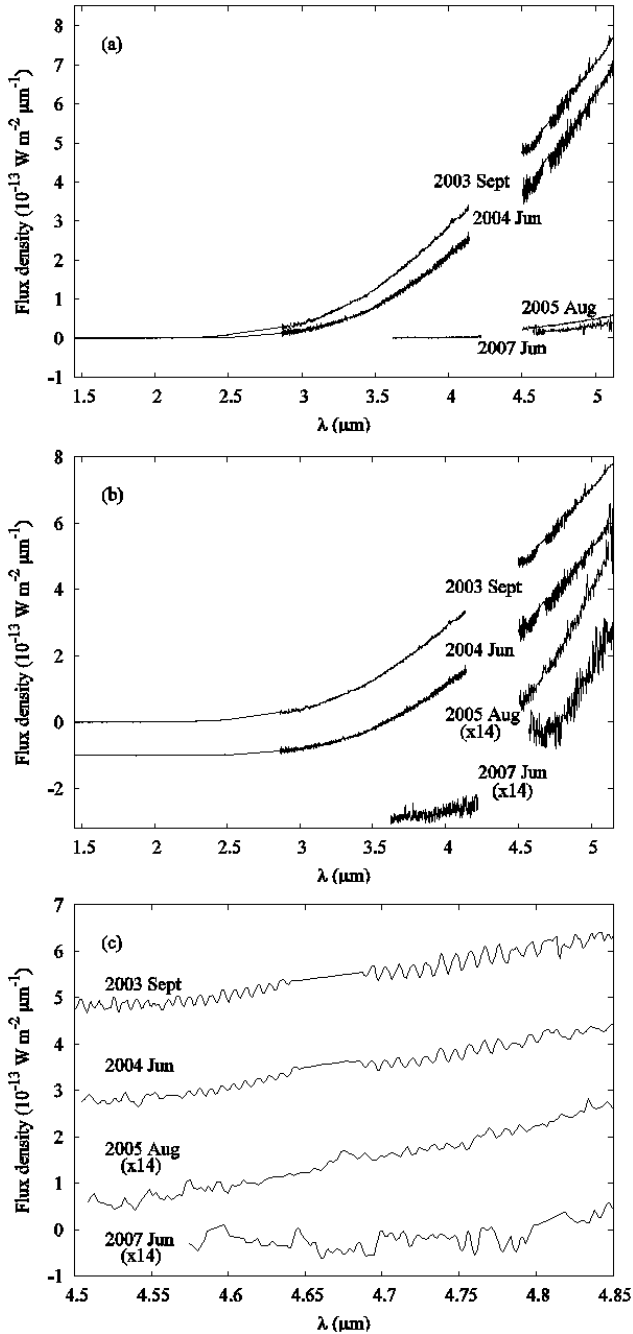 (a)
8
7
6
5
4
3
2
1
0
-1
Flux density (10⁻¹³ W m⁻² μm⁻¹)
2003 Sept
2004 Jun
2005 Aug
2007 Jun
1.5 2 2.5 3 3.5 4 4.5 5
λ (μm)
(b)
8
6
4
2
0
-2
Flux density (10⁻¹³ W m⁻² μm⁻¹)
2003 Sept
2004 Jun
2005 Aug
(x14)
2007 Jun
(x14)
1.5 2 2.5 3 3.5 4 4.5 5
λ (μm)
(c)
7
6
5
4
3
2
1
0
-1
Flux density (10⁻¹³ W m⁻² μm⁻¹)
2003 Sept
2004 Jun
2005 Aug
(x14)
2007 Jun
(x14)
4.5 4.55 4.6 4.65 4.7 4.75 4.8 4.85
λ (μm)